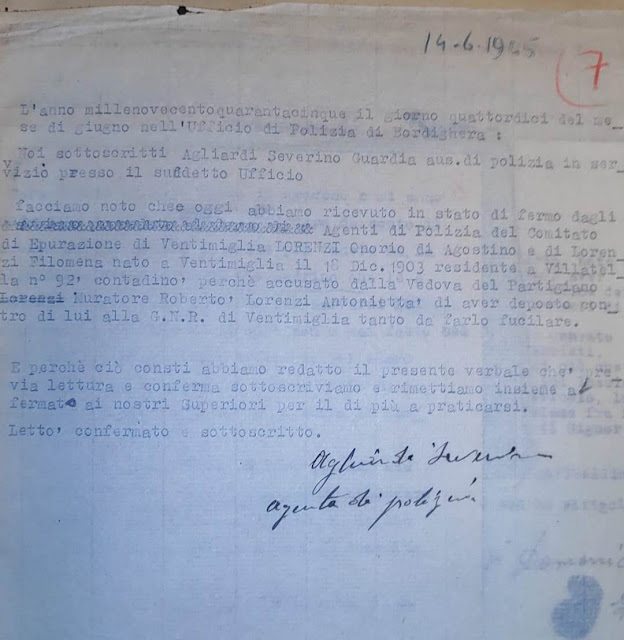 14-6-1945
7
L'anno millenovecentoquarantacinque il giorno quattordici del me_
se di giugno nell'Ufficio di Polizia di Bordighera :
Noi sottoscritti Agliardi Severino Guardia aus.di polizia in ser_
vizio presso il suddetto Ufficio
facciamo noto chee oggi abbiamo ricevuto in stato di fermo dagli
Agenti di Polizia del Comitato
di Epurazione di Ventimiglia LORENZI Onorio di Agostino e di Loren_
zi Filomena nato a Ventimiglia il 18 Dic. 1903 residente a Villatel_
la n° 92, contadino, perchè accusato dalla Vedova del Partigiano
Lorenzi Muratore Roberto, Lorenzi Antonietta, di aver deposto con_
tro di lui alla G.N.R. di Ventimiglia tanto da farlo fucilare.
E perchè ciò consti abbiamo redatto il presente verbale che, pre_
via lettura e conferma sottoscriviamo e rimettiamo insieme al
fermato ai nostri Superiori per il di più a praticarsi.
Letto, confermato e sottoscritto.
agente di polizia